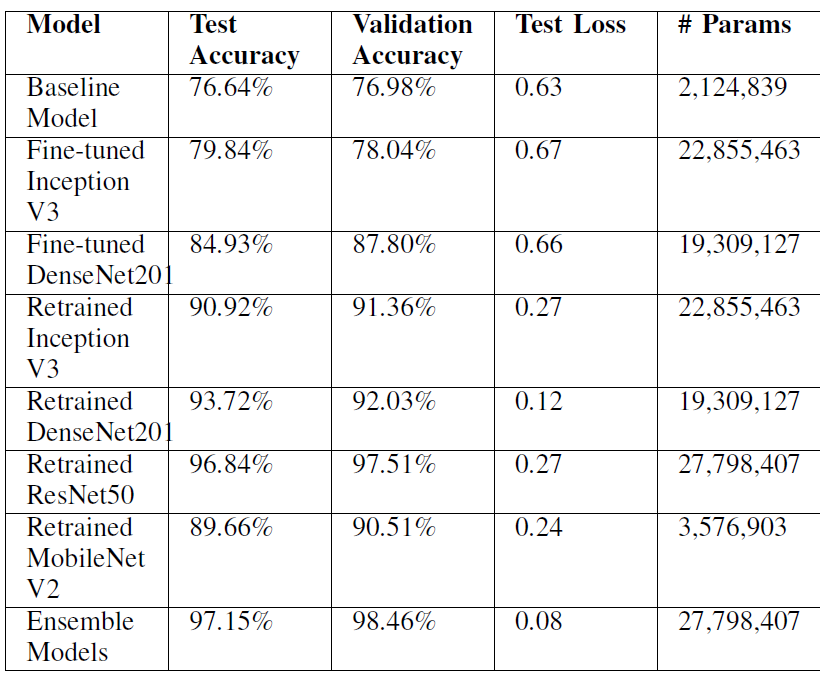 Model Test Accuracy Validation Accuracy Test Loss # Params
Baseline Model 76.64% 76.98% 0.63 2,124,839
Fine-tuned Inception V3 79.84% 78.04% 0.67 22,855,463
Fine-tuned DenseNet201 84.93% 87.80% 0.66 19,309,127
Retrained Inception V3 90.92% 91.36% 0.27 22,855,463
Retrained DenseNet201 93.72% 92.03% 0.12 19,309,127
Retrained ResNet50 96.84% 97.51% 0.27 27,798,407
Retrained MobileNet V2 89.66% 90.51% 0.24 3,576,903
Ensemble Models 97.15% 98.46% 0.08 27,798,407